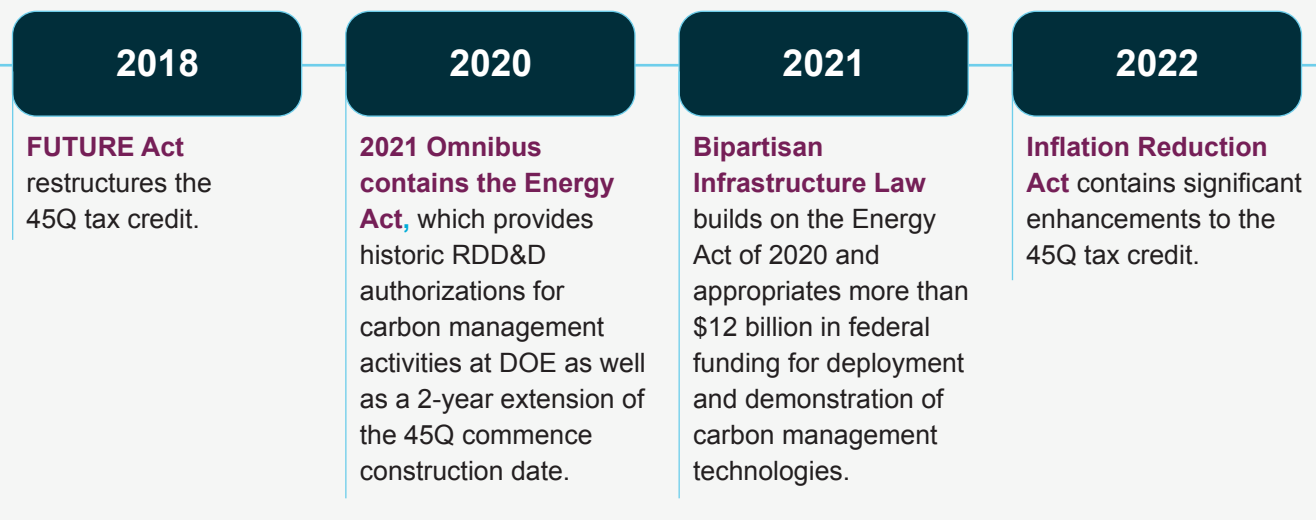 2018
FUTURE Act
restructures the
45Q tax credit.
2020
2021 Omnibus
contains the Energy
Act, which provides
historic RDD&D
authorizations for
carbon management
activities at DOE as well
as a 2-year extension of
the 45Q commence
construction date.
2021
Bipartisan
Infrastructure Law
builds on the Energy
Act of 2020 and
appropriates more than
$12 billion in federal
funding for deployment
and demonstration of
carbon management
technologies.
2022
Inflation Reduction
Act contains significant
enhancements to the
45Q tax credit.